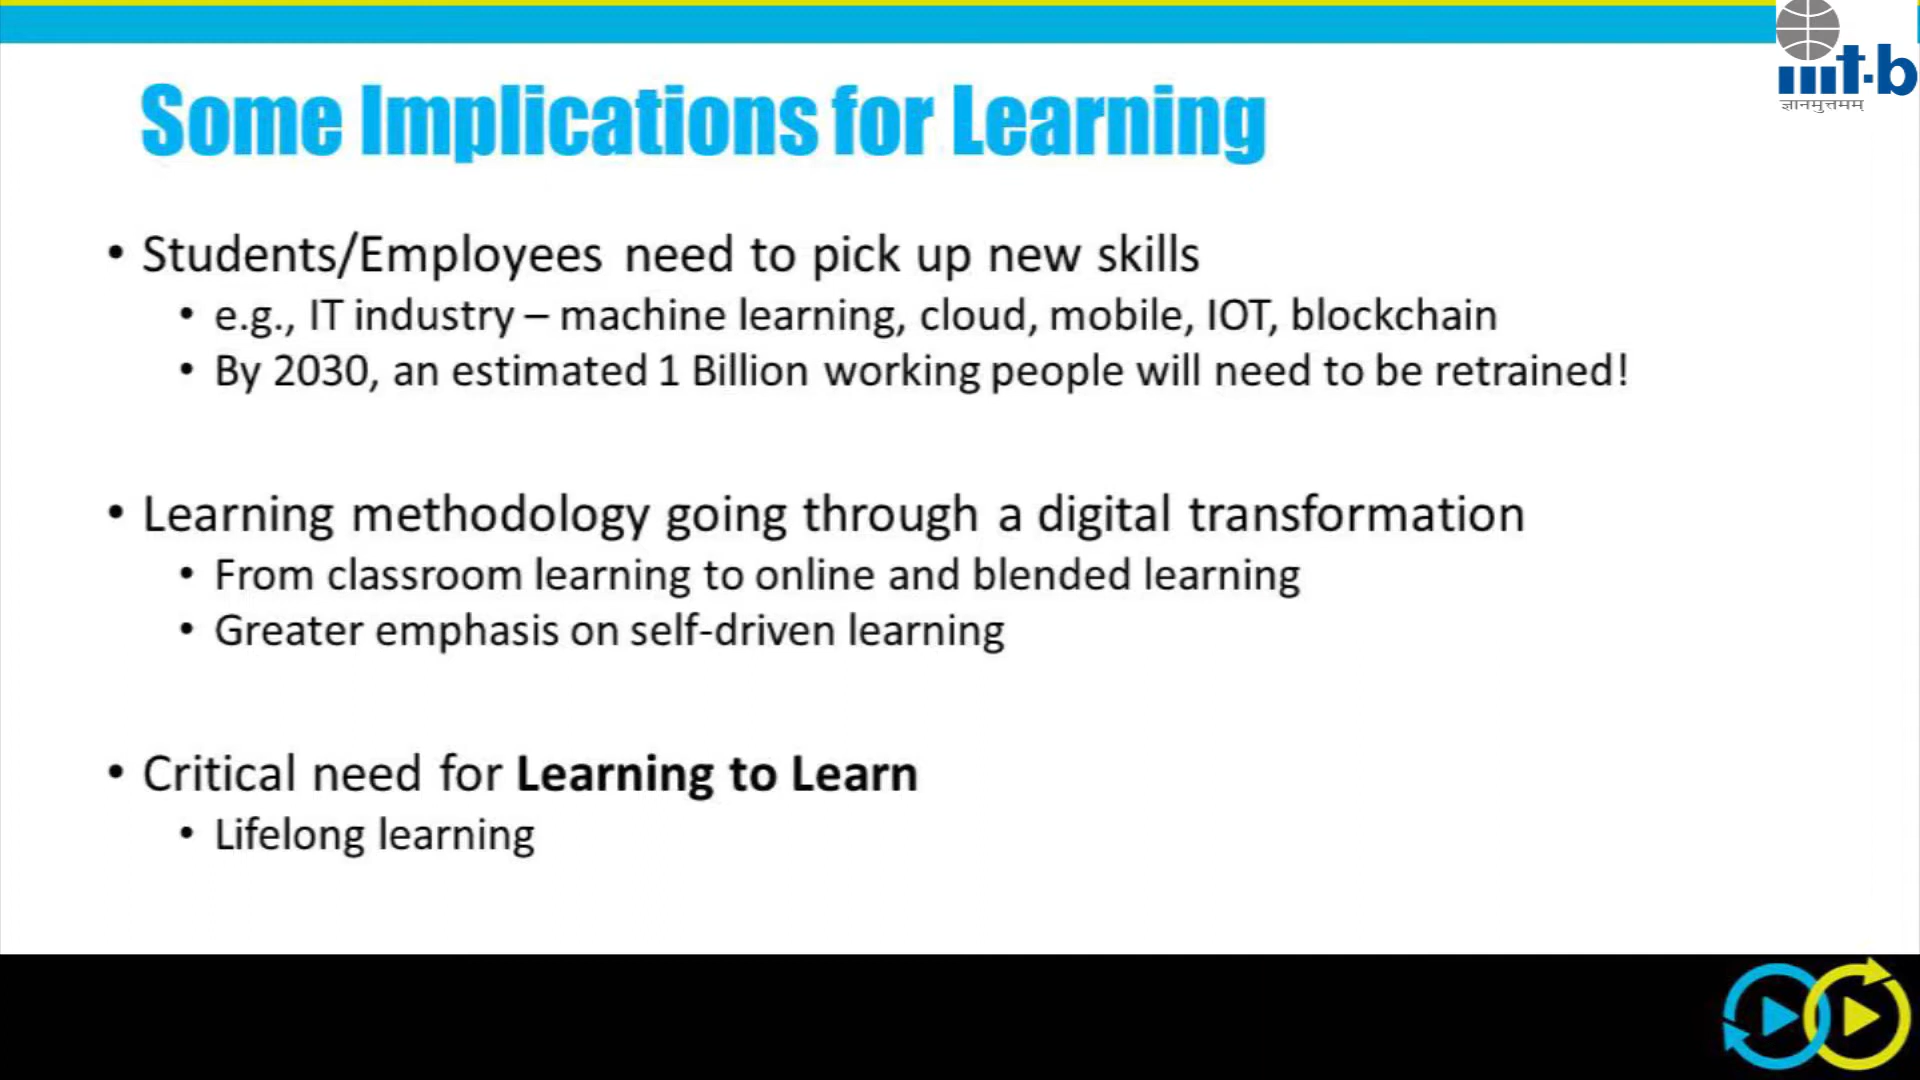 iiit-b
ज्ञानमुत्तमम्
Some Implications for Learning
• Students/Employees need to pick up new skills
• e.g., IT industry – machine learning, cloud, mobile, IOT, blockchain
• By 2030, an estimated 1 Billion working people will need to be retrained!
• Learning methodology going through a digital transformation
• From classroom learning to online and blended learning
• Greater emphasis on self-driven learning
• Critical need for Learning to Learn
• Lifelong learning